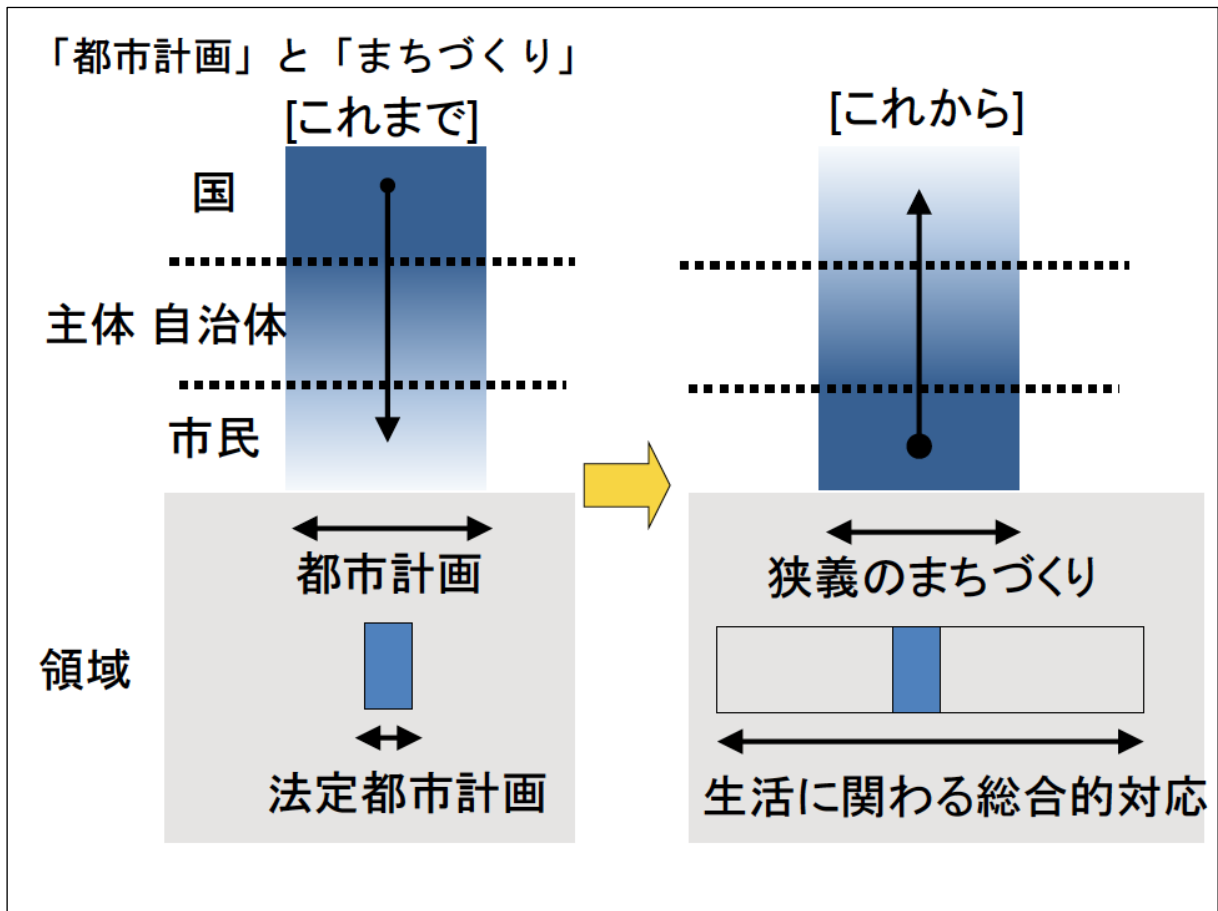 「都市計画」と「まちづくり」
[これまで]
[これから]
国
主体 自治体
市民
都市計画
狭義のまちづくり
領域
法定都市計画
生活に関わる総合的対応